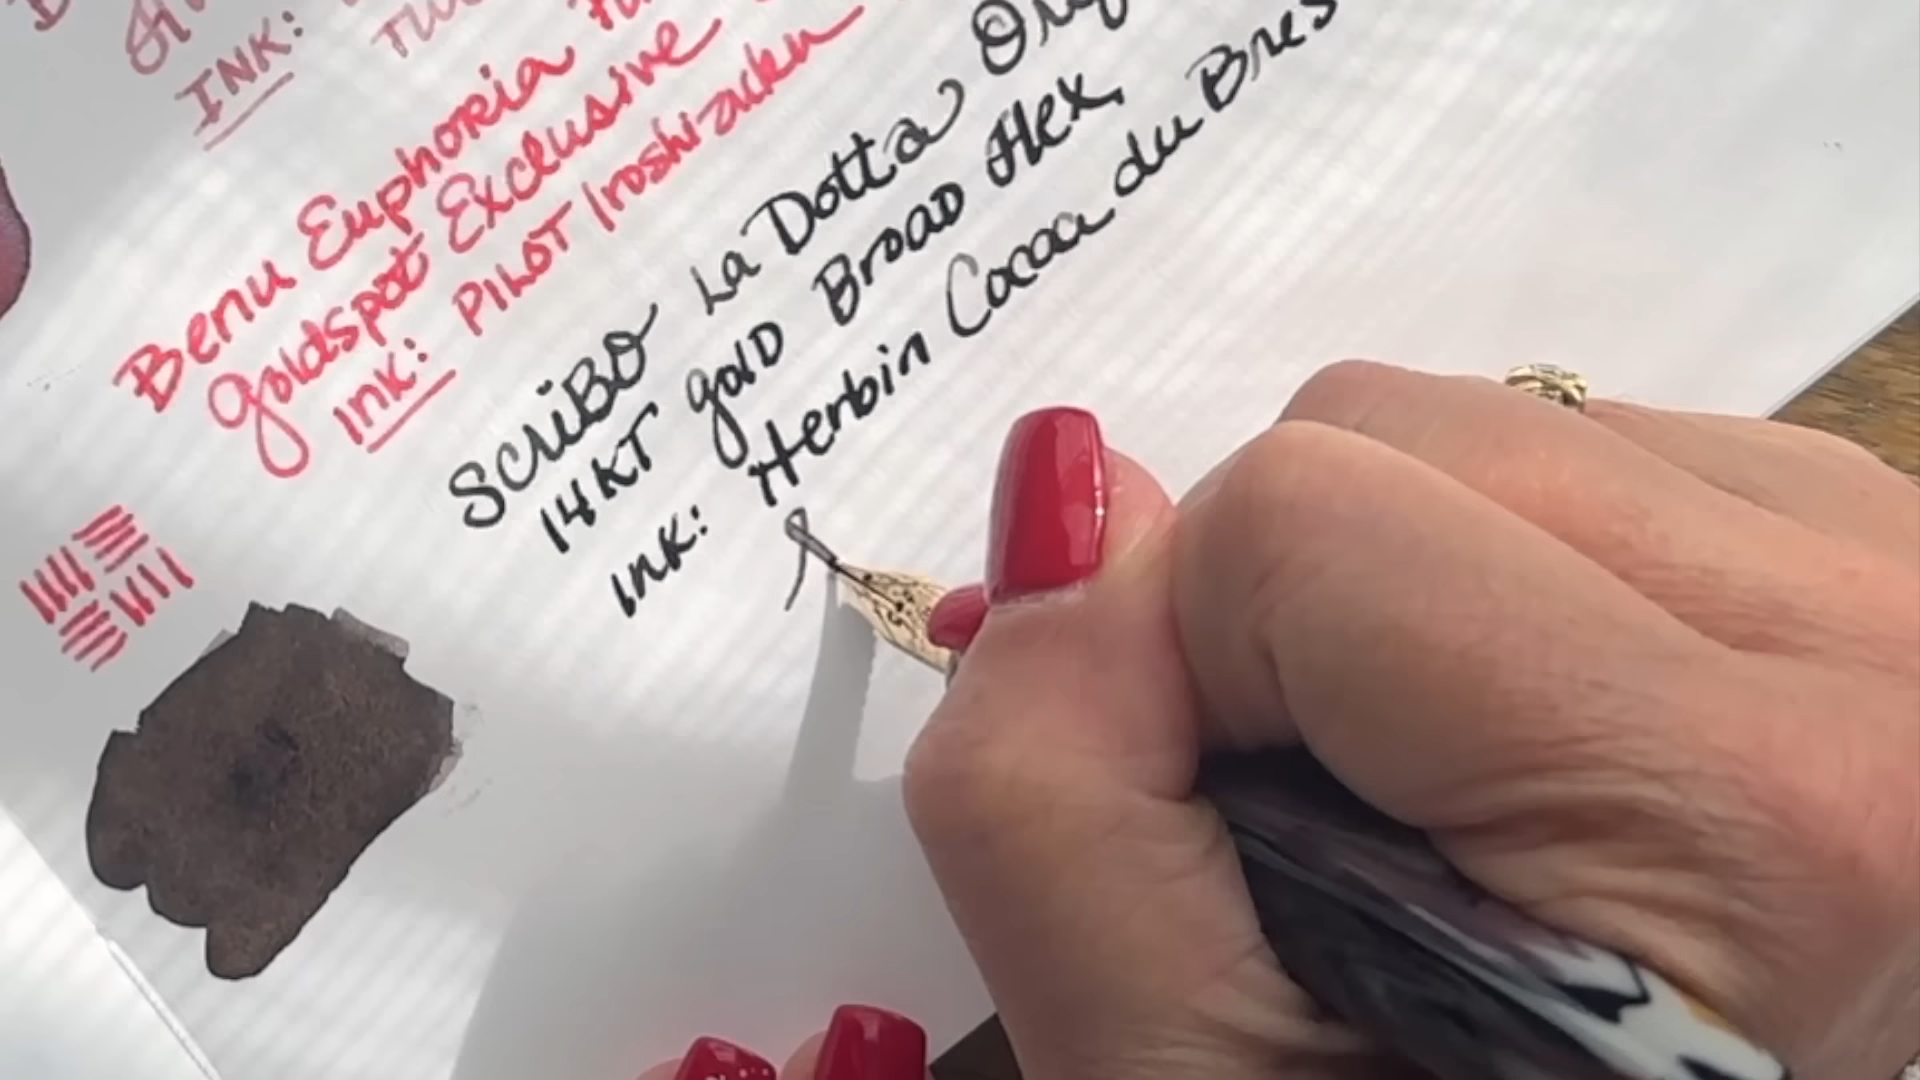 INK:
Benu Euphoria
Goldspot Exclusive
INK: PILOT Iroshizuku
SCRIBO La Dotta
14KT gold Broad Flex,
INK: Herbin Cacao du Bres